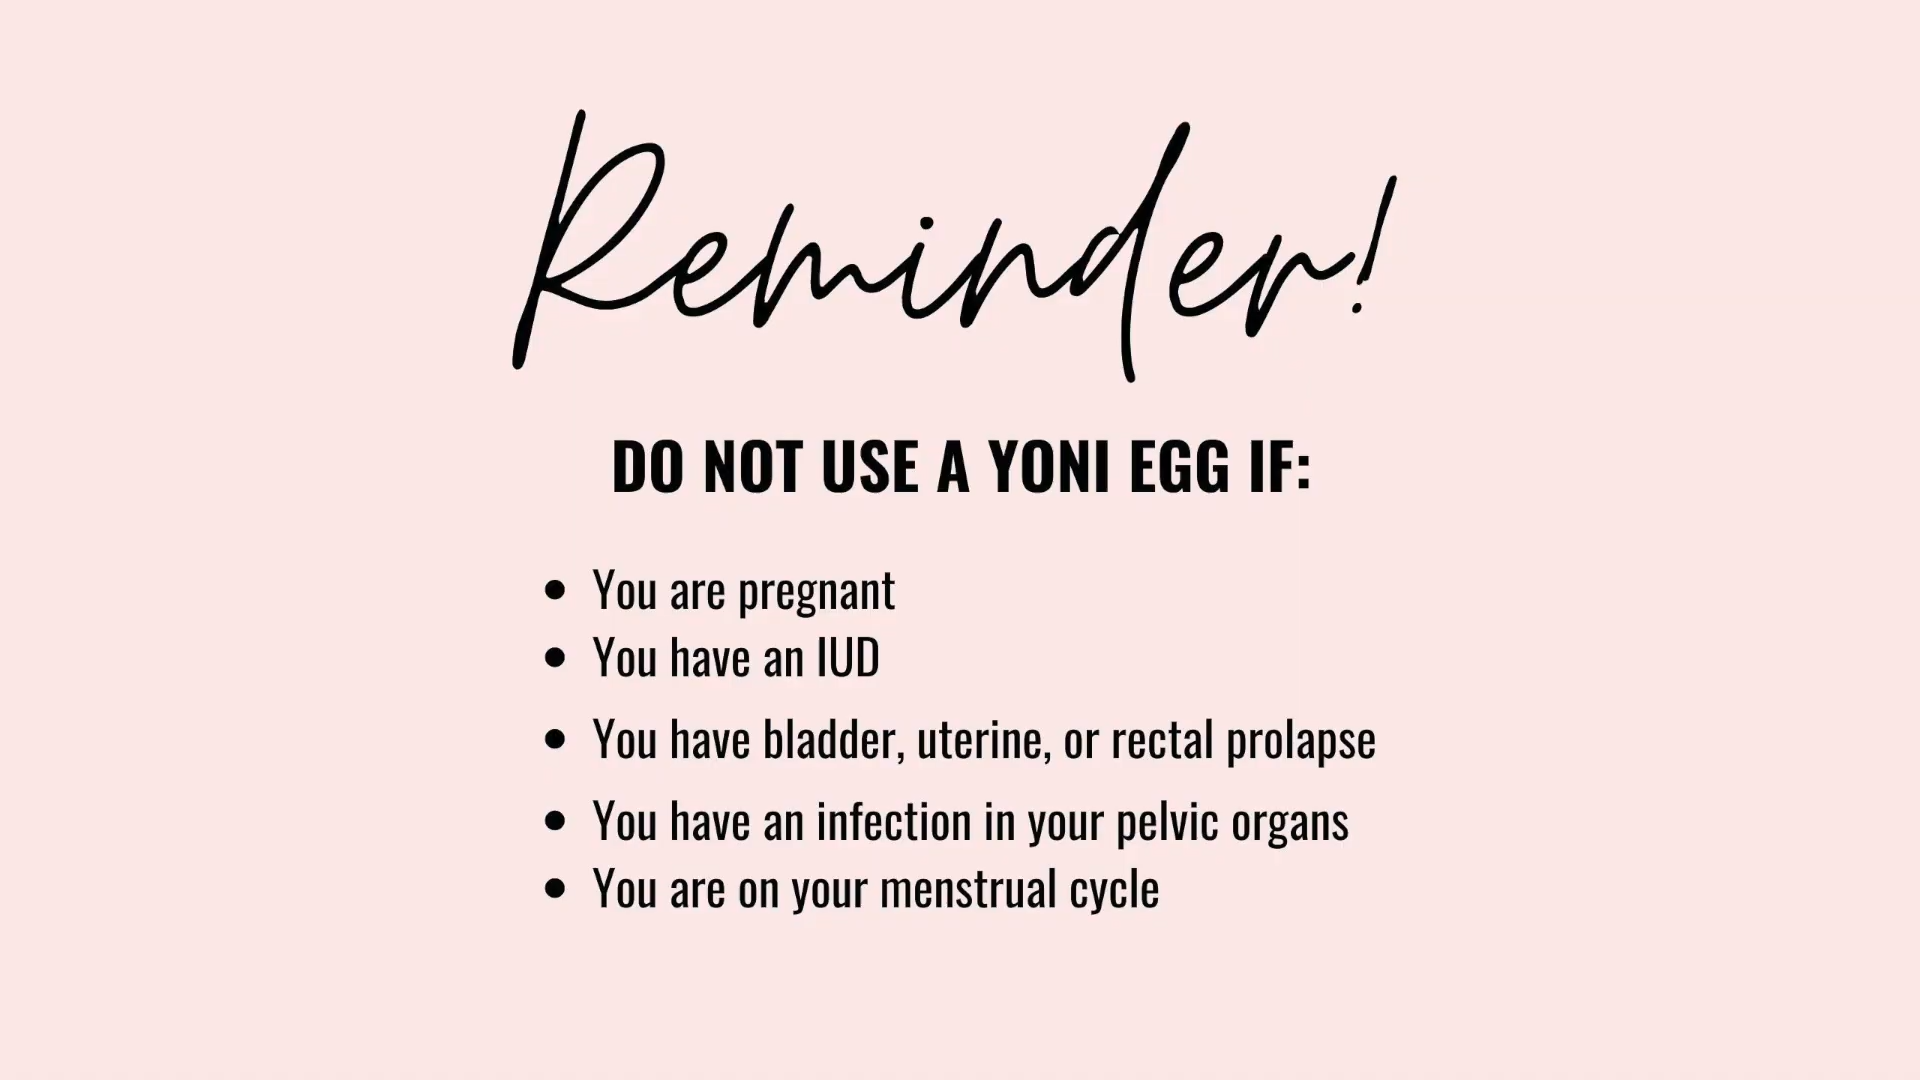 Reminder!
DO NOT USE A YONI EGG IF:
• You are pregnant
• You have an IUD
• You have bladder, uterine, or rectal prolapse
• You have an infection in your pelvic organs
• You are on your menstrual cycle